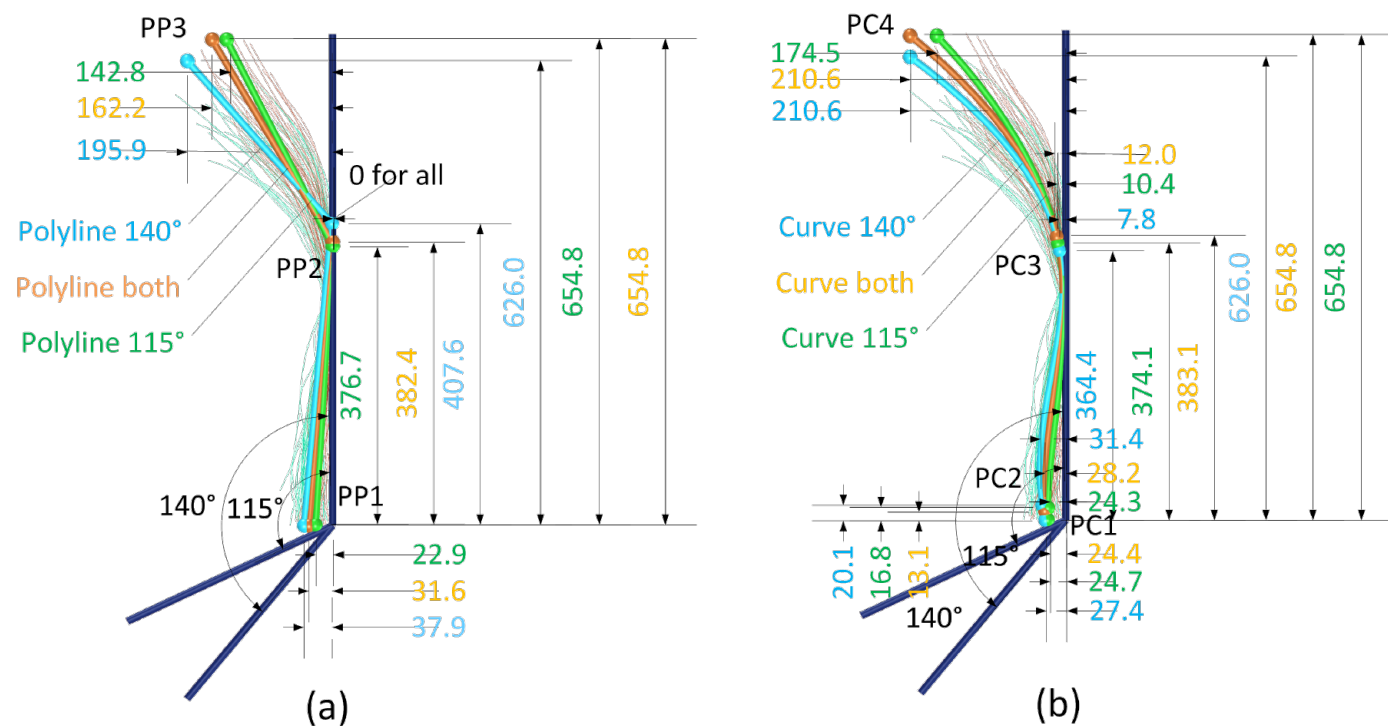 PP3
142.8
162.2
195.9
0 for all
Polyline 140°
Polyline both
Polyline 115°
PP2
376.7
382.4
407.6
626.0
654.8
654.8
140°
115°
PP1
22.9
31.6
37.9
(a)
PC4
174.5
210.6
210.6
12.0
10.4
7.8
Curve 140°
Curve both
Curve 115°
PC3
364.4
374.1
383.1
626.0
654.8
654.8
31.4
PC2
28.2
24.3
PC1
20.1
16.8
13.1
115°
140°
24.4
24.7
27.4
(b)